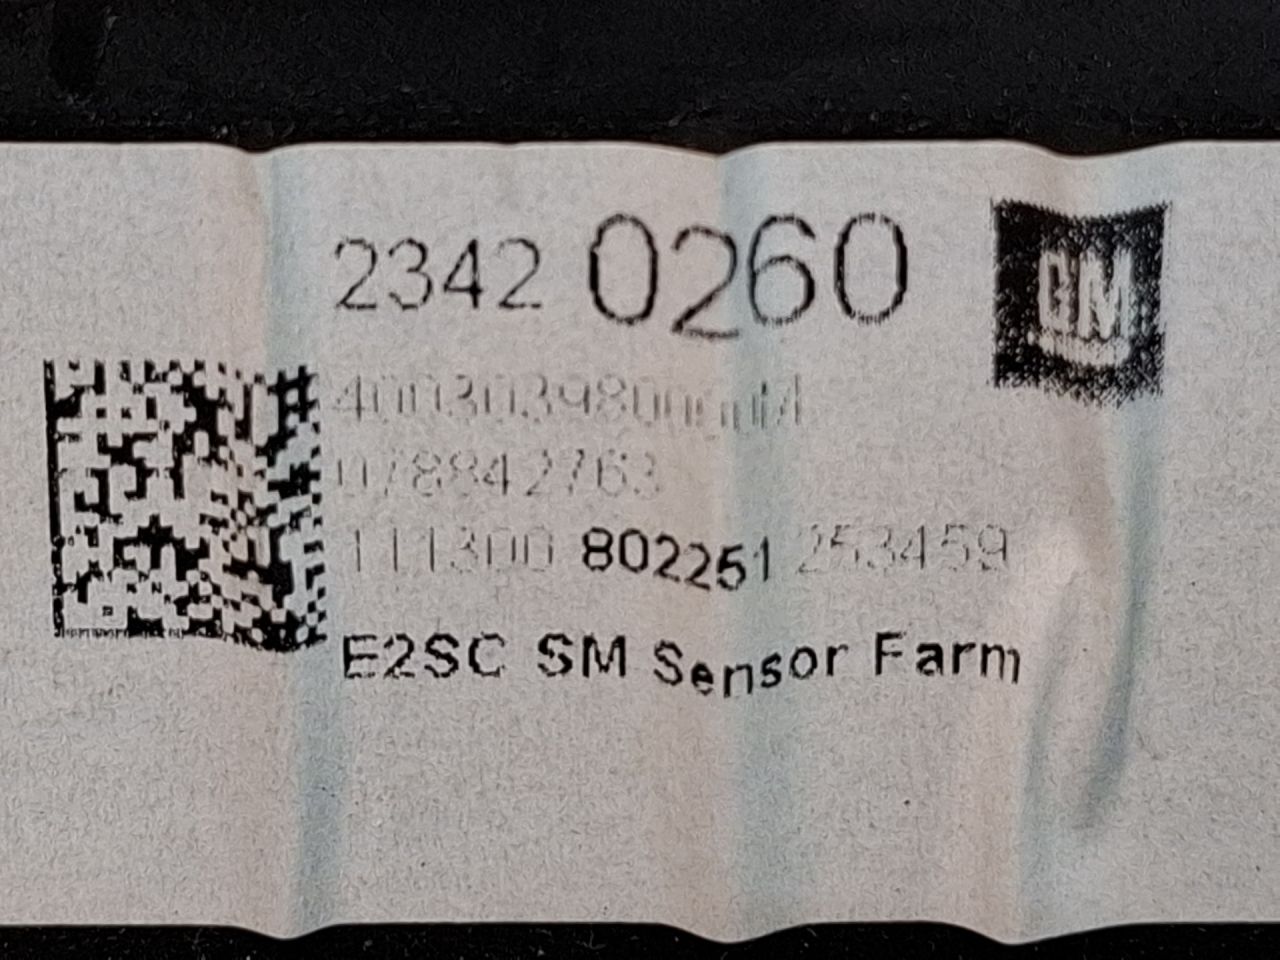 2342 0260
GM
078842763
111300 802251 253459
E2SC SM Sensor Farm